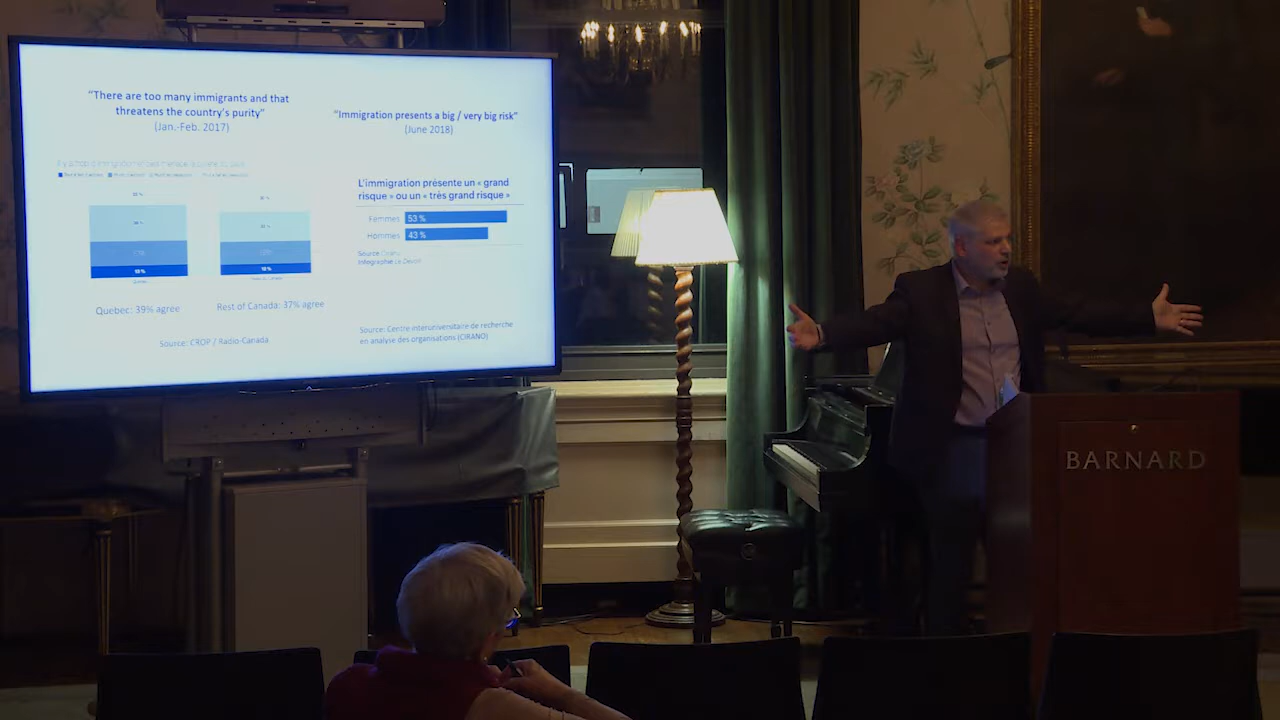 "There are too many immigrants and that
threatens the country's purity"
(Jan.-Feb. 2017)
"Immigration presents a big / very big risk"
(June 2018)
L'immigration présente un « grand
risque » ou un « très grand risque »
Femmes 53 %
Hommes 43 %
Source Cirano
Infographie Le Devoir
Quebec: 39% agree
Rest of Canada: 37% agree
Source: CROP / Radio-Canada
Source: Centre interuniversitaire de recherche
en analyse des organisations (CIRANO)
BARNARD